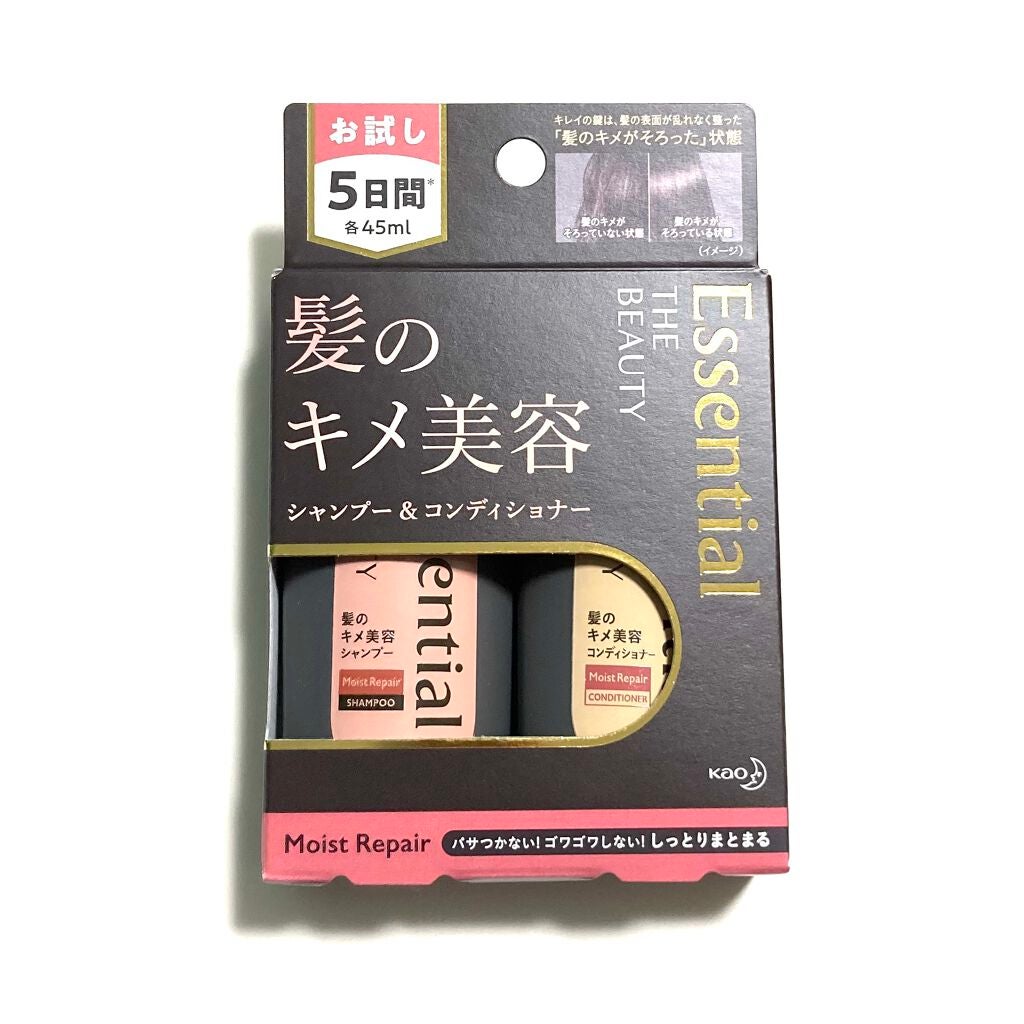 お試し
5日間*
各45ml
キレイの鍵は、髪の表面が乱れなく整った
「髪のキメがそろった」状態
髪のキメが
そろっていない状態
髪のキメが
そろっている状態
(イメージ)
髪の
キメ美容
シャンプー&コンディショナー
Essential
THE
BEAUTY
Y
ential
髪の
キメ美容
シャンプー
Moist Repair
SHAMPOO
Y
髪の
キメ美容
コンディショナー
Moist Repair
CONDITIONER
Kao
Moist Repair
パサつかない!ゴワゴワしない!しっとりまとまる